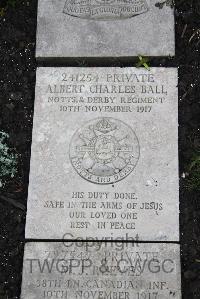 241254 PRIVATE
ALBERT CHARLES BALL,
NOTTS & DERBY REGIMENT
10TH NOVEMBER 1917
HIS DUTY DONE,
SAFE IN THE ARMS OF JESUS
OUR LOVED ONE
REST IN PEACE
Copyright
TWGPP & CWGC
38TH BN. CANADIAN INF.
10TH NOVEMBER 1917